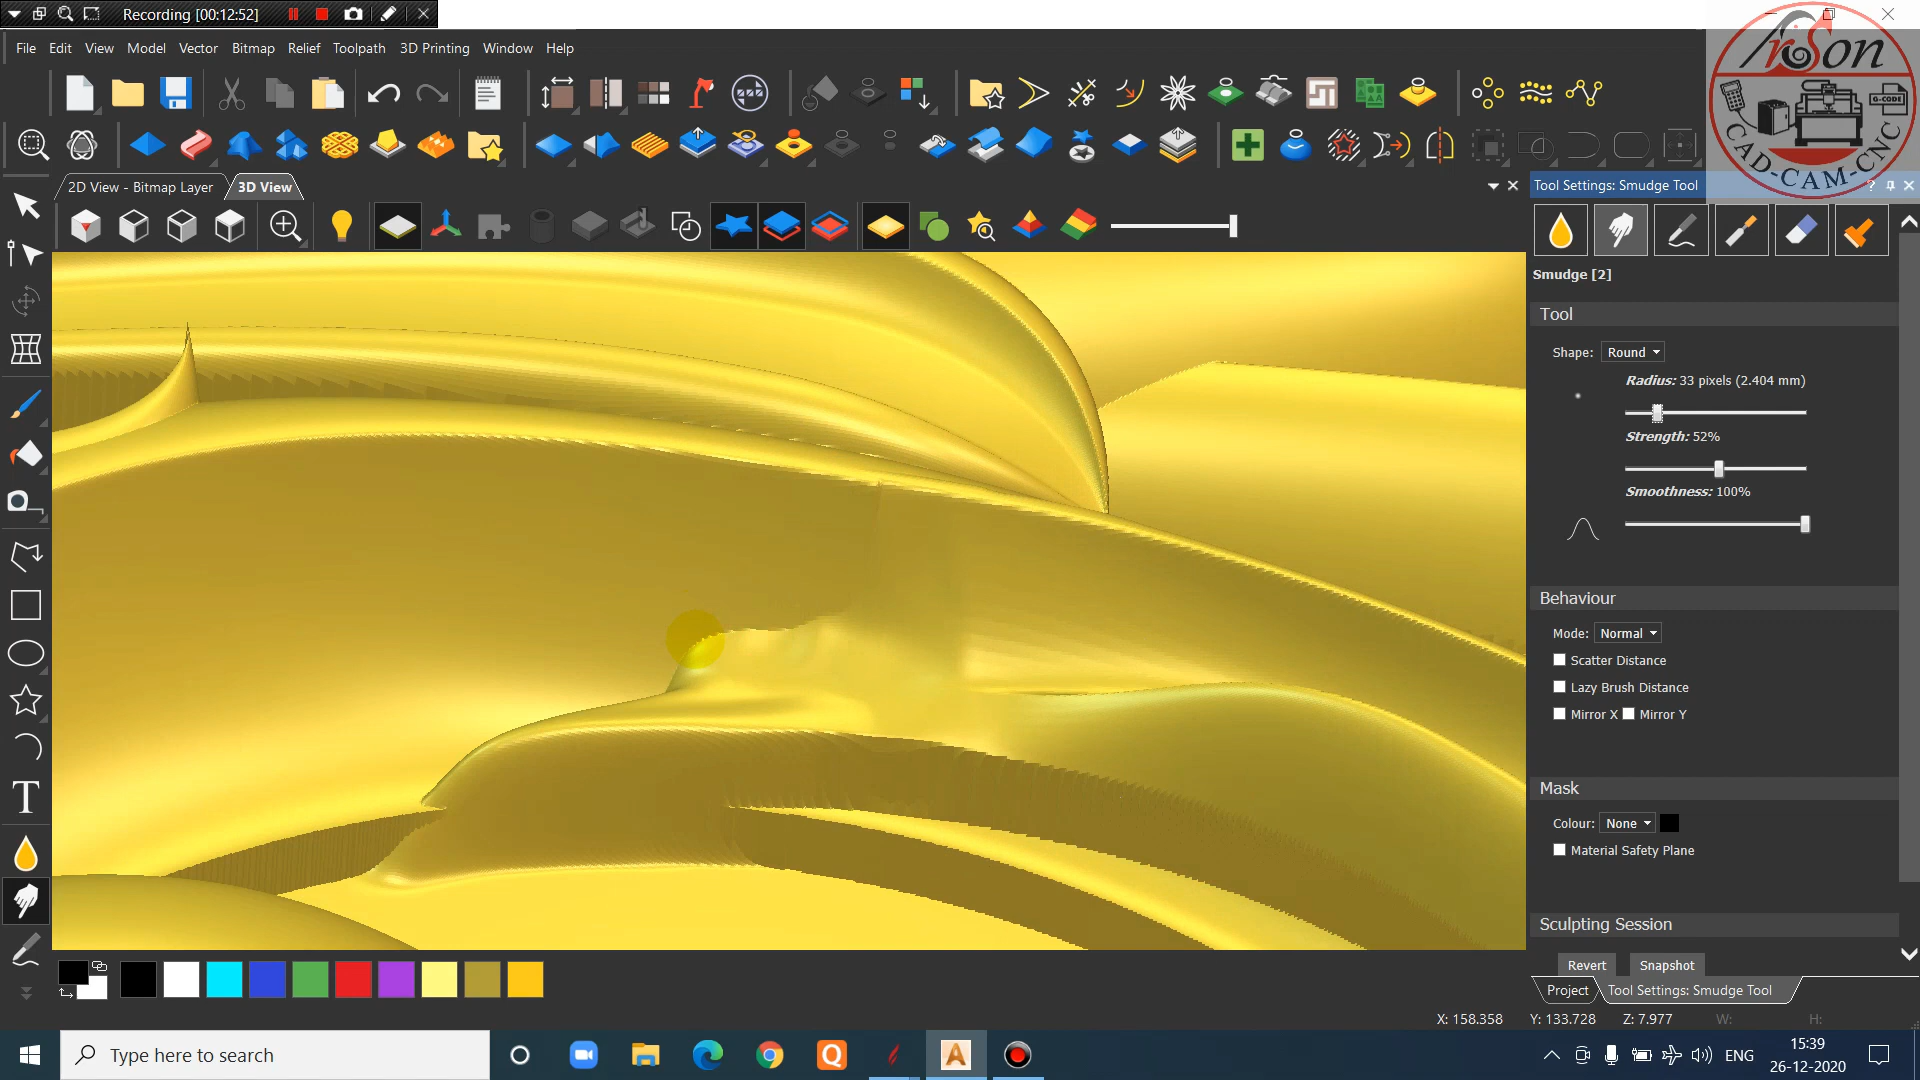 Recording [00:12:52]
File Edit View Model Vector Bitmap Relief Toolpath 3D Printing Window Help
ArSon
G-CODE
CAD-CAM-CNC
2D View - Bitmap Layer
3D View
Tool Settings: Smudge Tool
Smudge [2]
Tool
Shape: Round
Radius: 33 pixels (2.404 mm)
Strength: 52%
Smoothness: 100%
Behaviour
Mode: Normal
Scatter Distance
Lazy Brush Distance
Mirror X Mirror Y
Mask
Colour: None
Material Safety Plane
Sculpting Session
Revert Snapshot
Project Tool Settings: Smudge Tool
X: 158.358 Y: 133.728 Z: 7.977 W: H:
Type here to search
ENG
15:39
26-12-2020